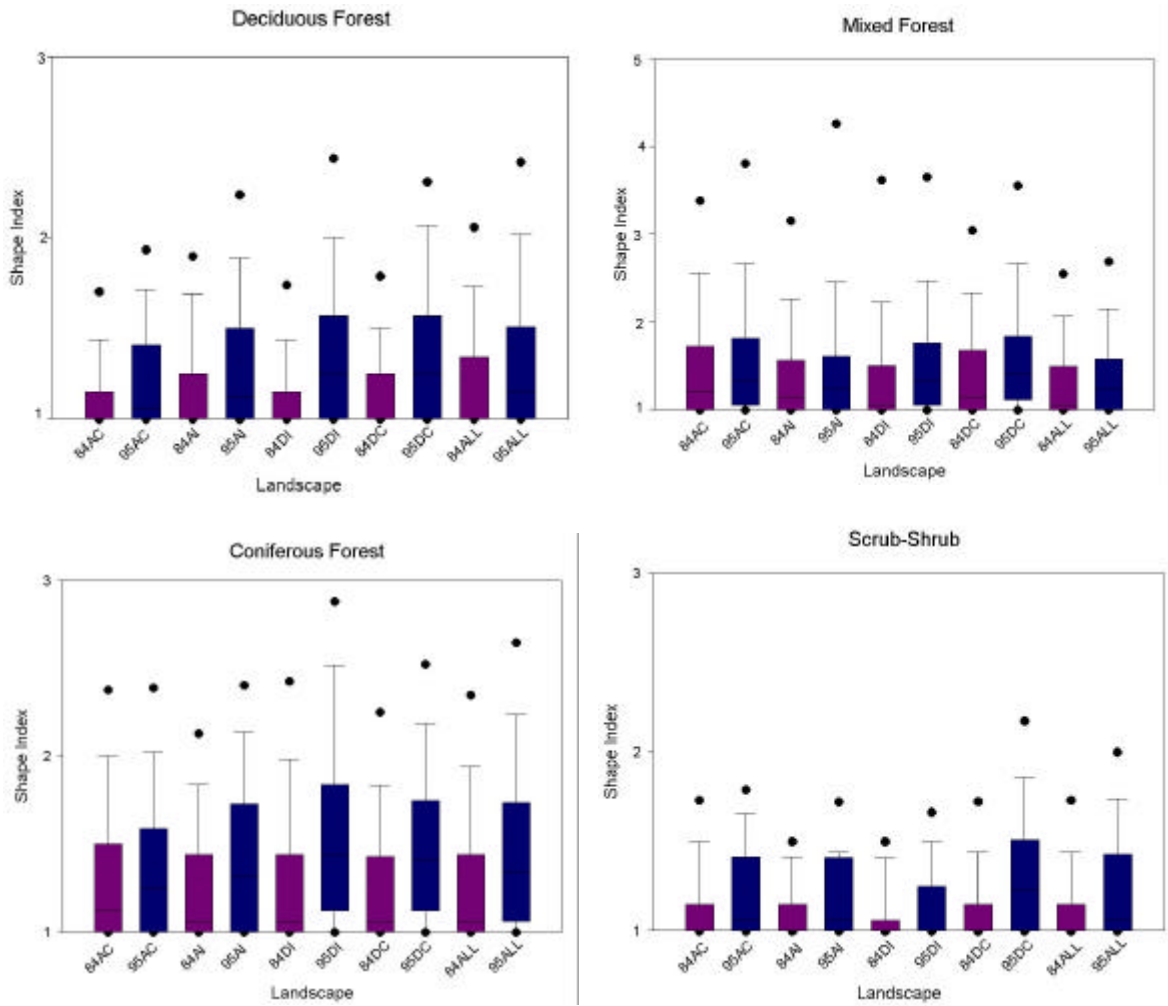 Deciduous Forest
3
2
1
Shape Index
84AC 95AC 84AI 95AI 84DI 95DI 84DC 95DC 84ALL 95ALL
Landscape
Mixed Forest
5
4
3
2
1
Shape Index
84AC 95AC 84AI 95AI 84DI 95DI 84DC 95DC 84ALL 95ALL
Landscape
Coniferous Forest
3
2
1
Shape Index
84AC 95AC 84AI 95AI 84DI 95DI 84DC 95DC 84ALL 95ALL
Landscape
Scrub-Shrub
3
2
1
Shape Index
84AC 95AC 84AI 95AI 84DI 95DI 84DC 95DC 84ALL 95ALL
Landscape